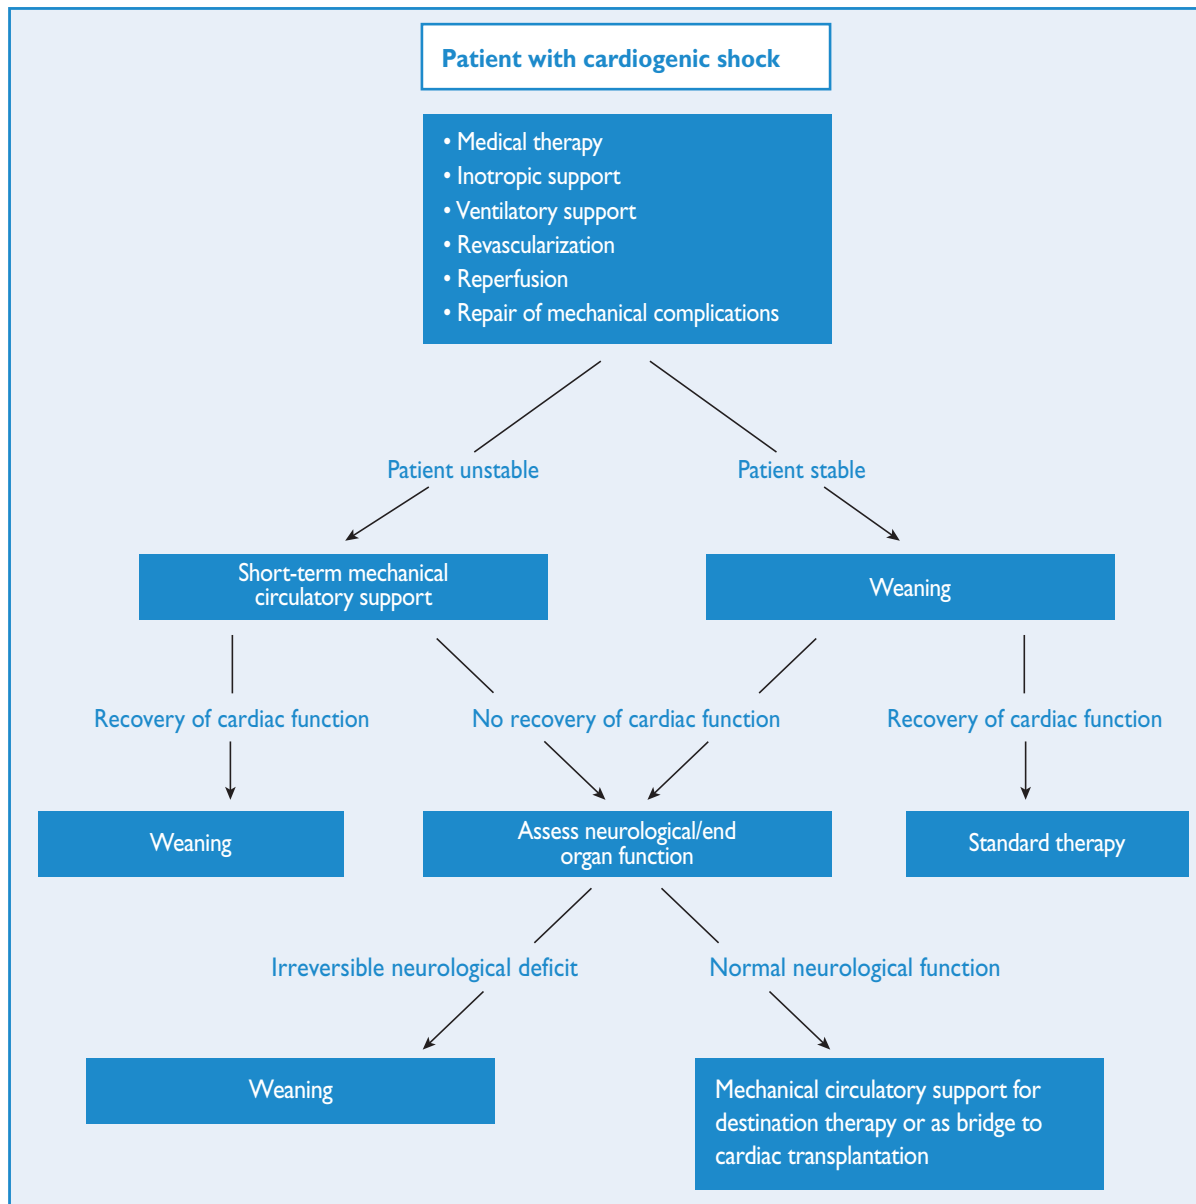 Patient with cardiogenic shock
• Medical therapy
• Inotropic support
• Ventilatory support
• Revascularization
• Reperfusion
• Repair of mechanical complications
Patient unstable
Patient stable
Short-term mechanical
circulatory support
Weaning
Recovery of cardiac function
No recovery of cardiac function
Recovery of cardiac function
Weaning
Assess neurological/end
organ function
Standard therapy
Irreversible neurological deficit
Normal neurological function
Weaning
Mechanical circulatory support for
destination therapy or as bridge to
cardiac transplantation